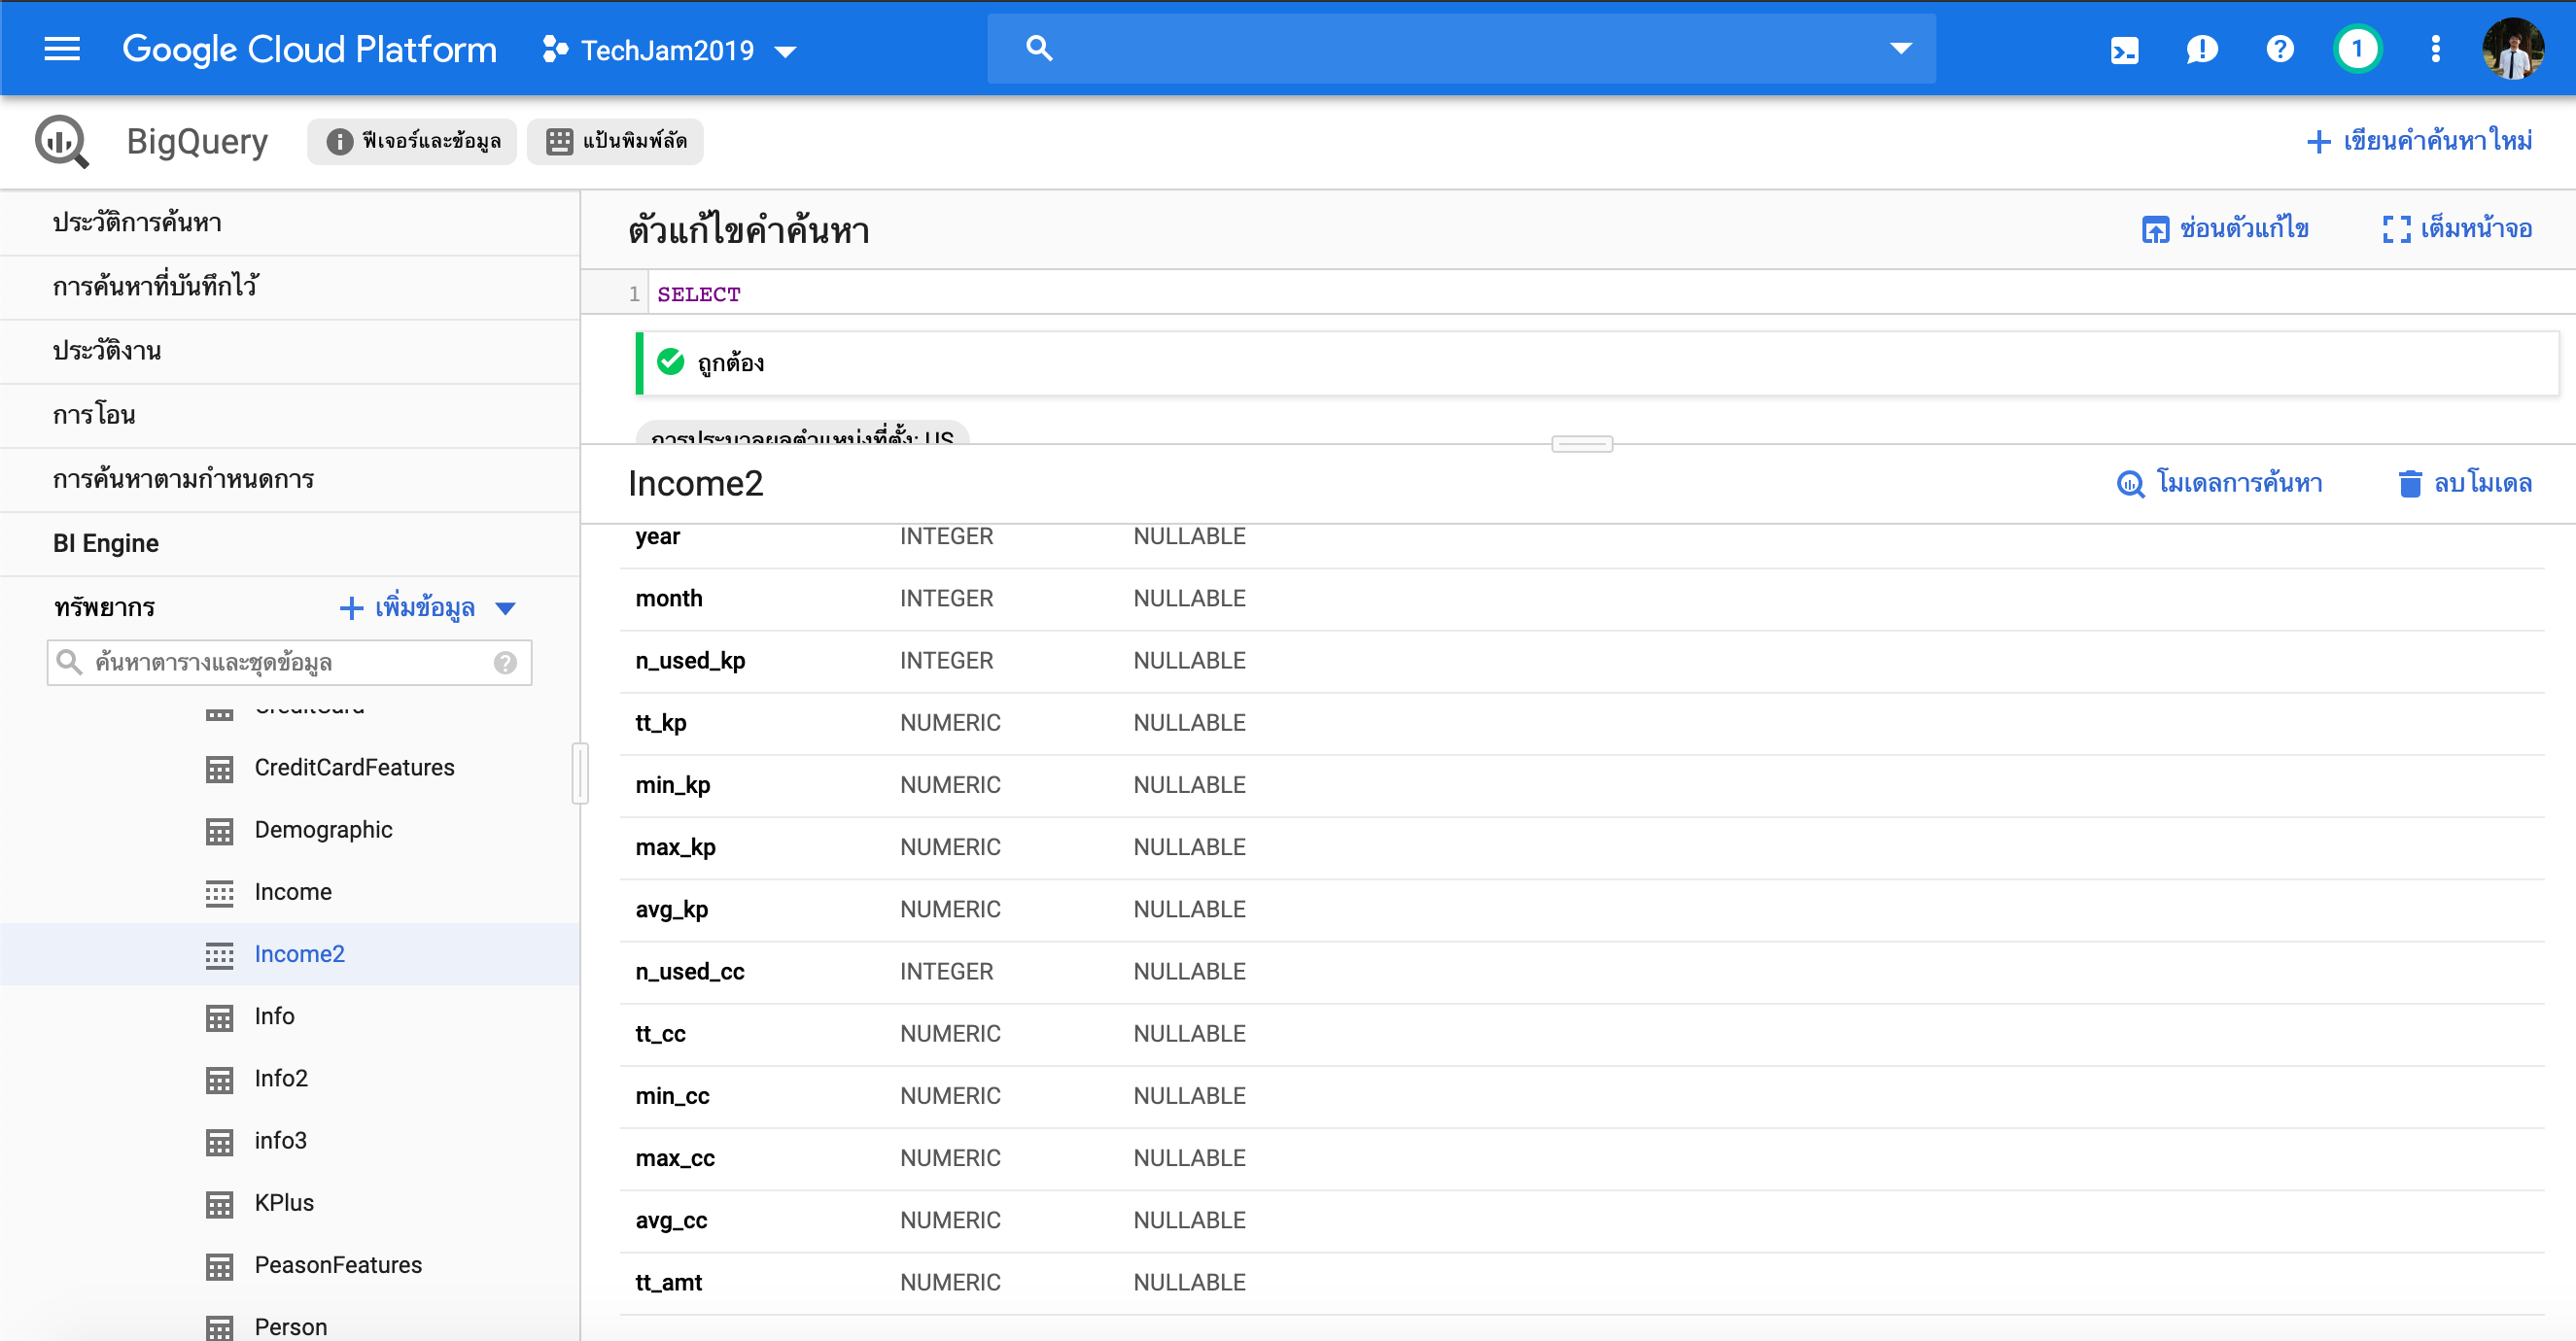 Google Cloud Platform TechJam2019 1
BigQuery ฟีเจอร์และข้อมูล แป้นพิมพ์ลัด เขียนคำค้นหาใหม่
ประวัติการค้นหา
การค้นหาที่บันทึกไว้
ประวัติงาน
การโอน
การค้นหาตามกำหนดการ
BI Engine
ทรัพยากร เพิ่มข้อมูล
ค้นหาตารางและชุดข้อมูล
CreditCard
CreditCardFeatures
Demographic
Income
Income2
Info
Info2
info3
KPlus
PeasonFeatures
Person
ตัวแก้ไขคำค้นหา ซ่อนตัวแก้ไข เต็มหน้าจอ
1 SELECT
ถูกต้อง
การประมวลผลตำแหน่งที่ตั้ง: US
Income2 โมเดลการค้นหา ลบโมเดล
year INTEGER NULLABLE
month INTEGER NULLABLE
n_used_kp INTEGER NULLABLE
tt_kp NUMERIC NULLABLE
min_kp NUMERIC NULLABLE
max_kp NUMERIC NULLABLE
avg_kp NUMERIC NULLABLE
n_used_cc INTEGER NULLABLE
tt_cc NUMERIC NULLABLE
min_cc NUMERIC NULLABLE
max_cc NUMERIC NULLABLE
avg_cc NUMERIC NULLABLE
tt_amt NUMERIC NULLABLE